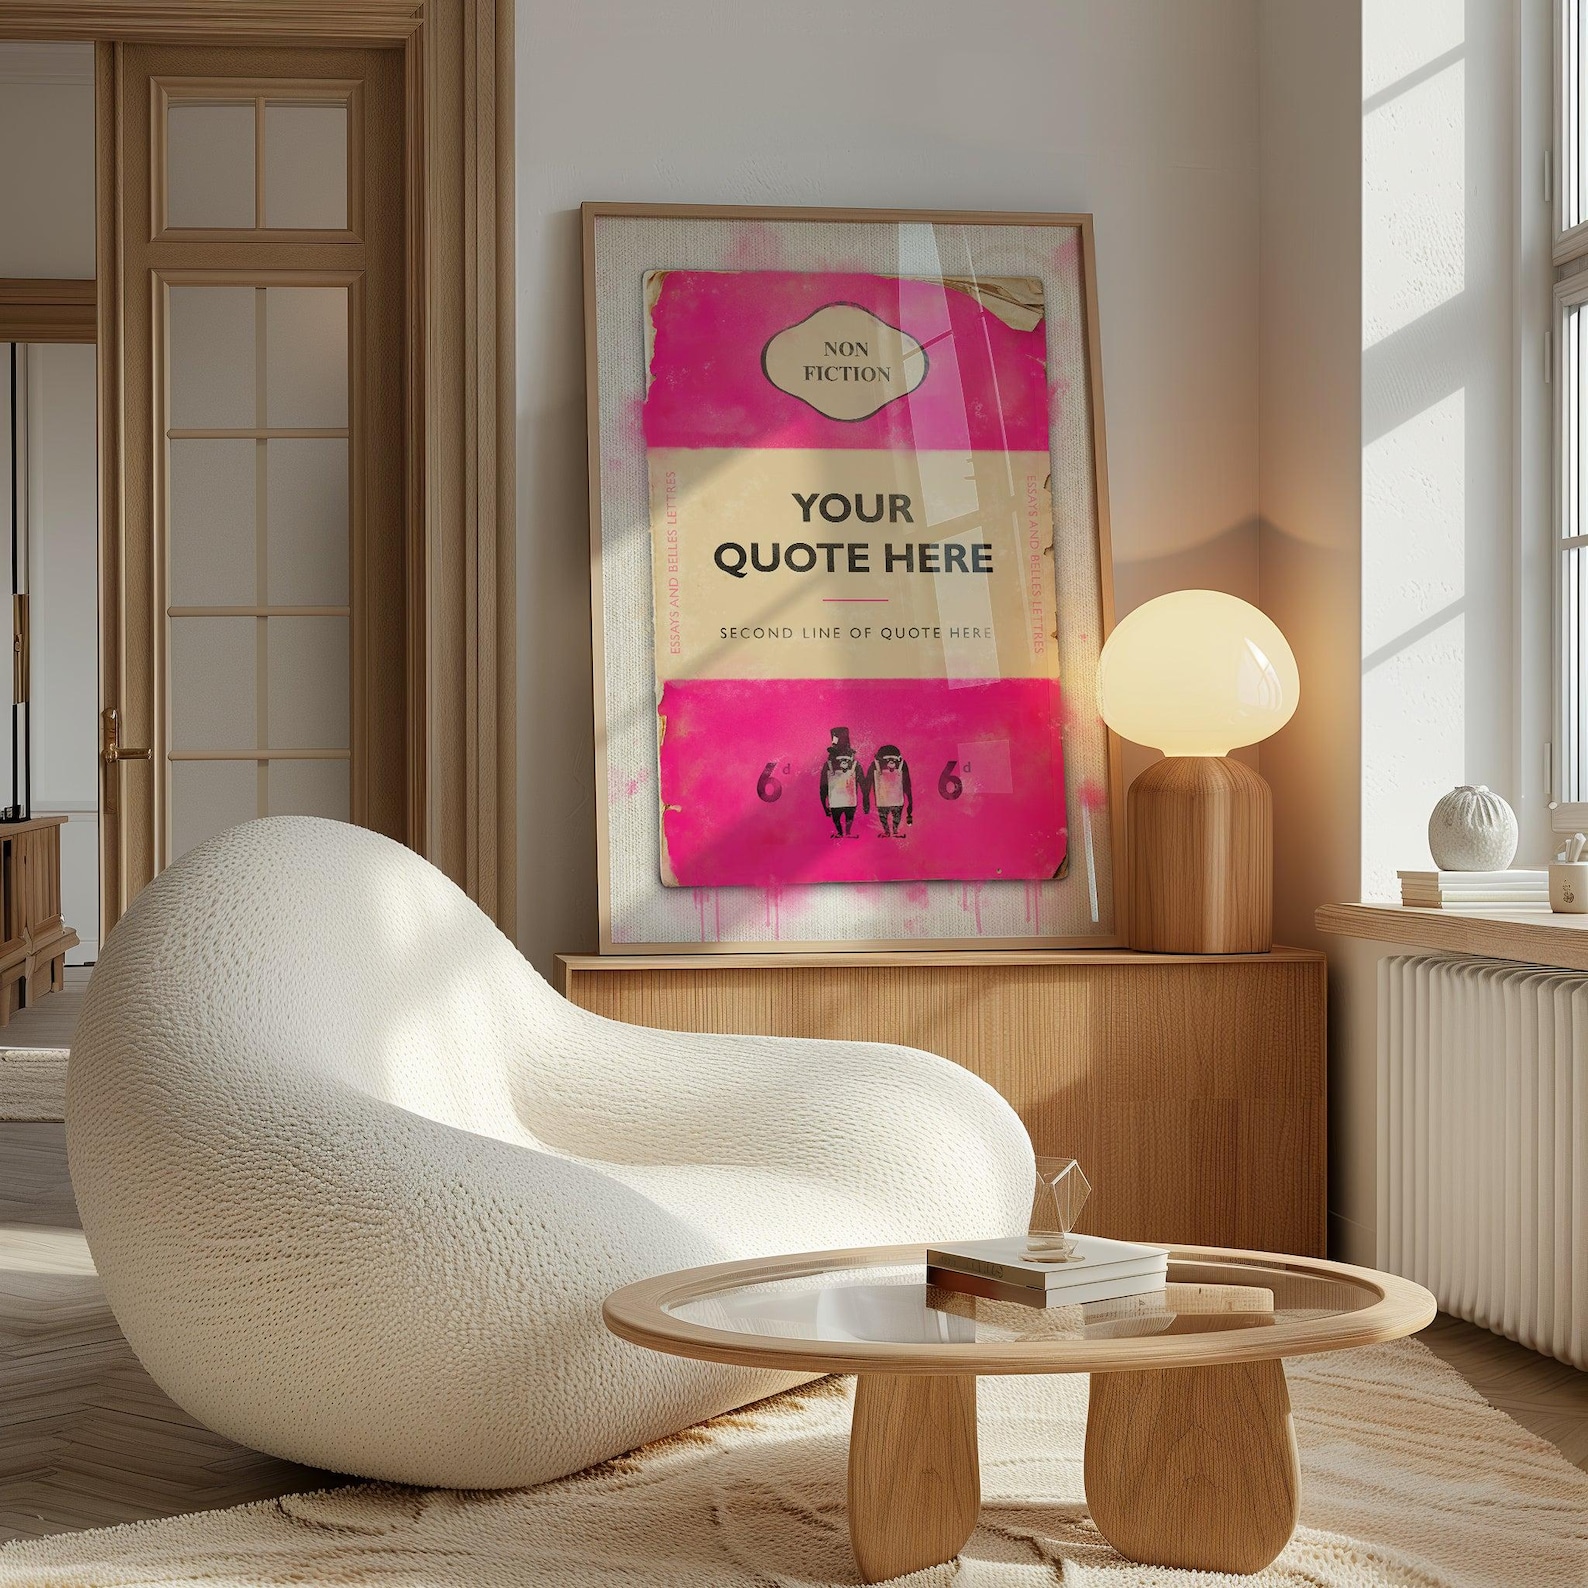 NON
FICTION
ESSAYS AND BELLES LETTRES
YOUR
QUOTE HERE
SECOND LINE OF QUOTE HERE
ESSAYS AND BELLES LETTRES
6d
6d